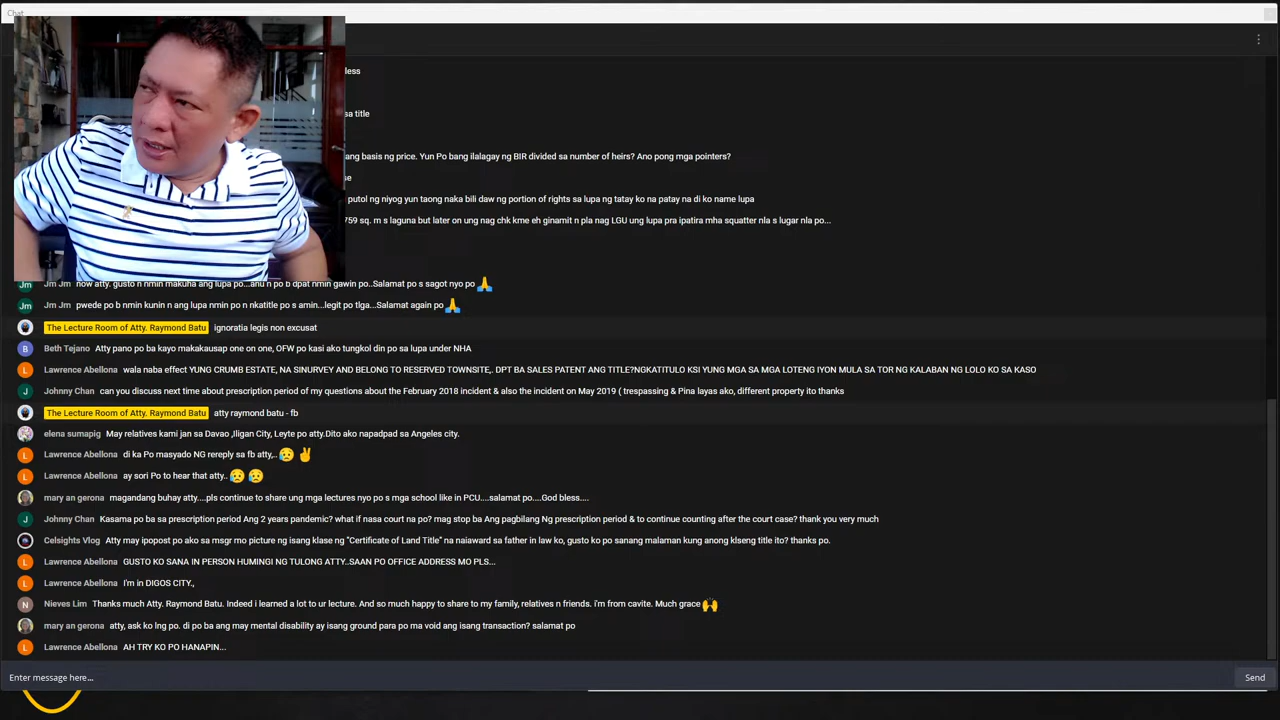 Chat
less
sa title
ang basis ng price. Yun Po bang ilalagay ng BIR divided sa number of heirs? Ano pong mga pointers?
se
putol ng niyog yun taong naka bili daw ng portion of rights sa lupa ng tatay ko na patay na di ko name lupa
759 sq. m s laguna but later on ung nag chk kme eh ginamit n pla nag LGU ung lupa pra ipatira mha squatter nla s lugar nla po...
Jm Jm Jm now atty. gusto n nmin makuha ang lupa po...anu n po b dpat nmin gawin po..Salamat po s sagot nyo po 🙏
Jm Jm Jm pwede po b nmin kunin n ang lupa nmin po n nkatitle po s amin...legit po tlga...Salamat again po 🙏
The Lecture Room of Atty. Raymond Batu ignoratia legis non excusat
B Beth Tejano Atty pano po ba kayo makakausap one on one, OFW po kasi ako tungkol din po sa lupa under NHA
L Lawrence Abellona wala naba effect YUNG CRUMB ESTATE, NA SINURVEY AND BELONG TO RESERVED TOWNSITE,. DPT BA SALES PATENT ANG TITLE?NGKATITULO KSI YUNG MGA SA MGA LOTENG IYON MULA SA TOR NG KALABAN NG LOLO KO SA KASO
J Johnny Chan can you discuss next time about prescription period of my questions about the February 2018 incident & also the incident on May 2019 ( trespassing & Pina layas ako, different property ito thanks
The Lecture Room of Atty. Raymond Batu atty raymond batu - fb
elena sumapig May relatives kami jan sa Davao ,Iligan City, Leyte po atty.Dito ako napadpad sa Angeles city.
L Lawrence Abellona di ka Po masyado NG rereply sa fb atty,.. 😥 ✌
L Lawrence Abellona ay sori Po to hear that atty.. 😥 😥
mary an gerona magandang buhay atty....pls continue to share ung mga lectures nyo po s mga school like in PCU....salamat po....God bless....
J Johnny Chan Kasama po ba sa prescription period Ang 2 years pandemic? what if nasa court na po? mag stop ba Ang pagbilang Ng prescription period & to continue counting after the court case? thank you very much
Celsights Vlog Atty may ipopost po ako sa msgr mo picture ng isang klase ng "Certificate of Land Title" na naiaward sa father in law ko, gusto ko po sanang malaman kung anong klseng title ito? thanks po.
L Lawrence Abellona GUSTO KO SANA IN PERSON HUMINGI NG TULONG ATTY..SAAN PO OFFICE ADDRESS MO PLS...
L Lawrence Abellona I'm in DIGOS CITY.,
N Nieves Lim Thanks much Atty. Raymond Batu. Indeed i learned a lot to ur lecture. And so much happy to share to my family, relatives n friends. i'm from cavite. Much grace 🙌
mary an gerona atty, ask ko lng po. di po ba ang may mental disability ay isang ground para po ma void ang isang transaction? salamat po
L Lawrence Abellona AH TRY KO PO HANAPIN...
Enter message here...
Send